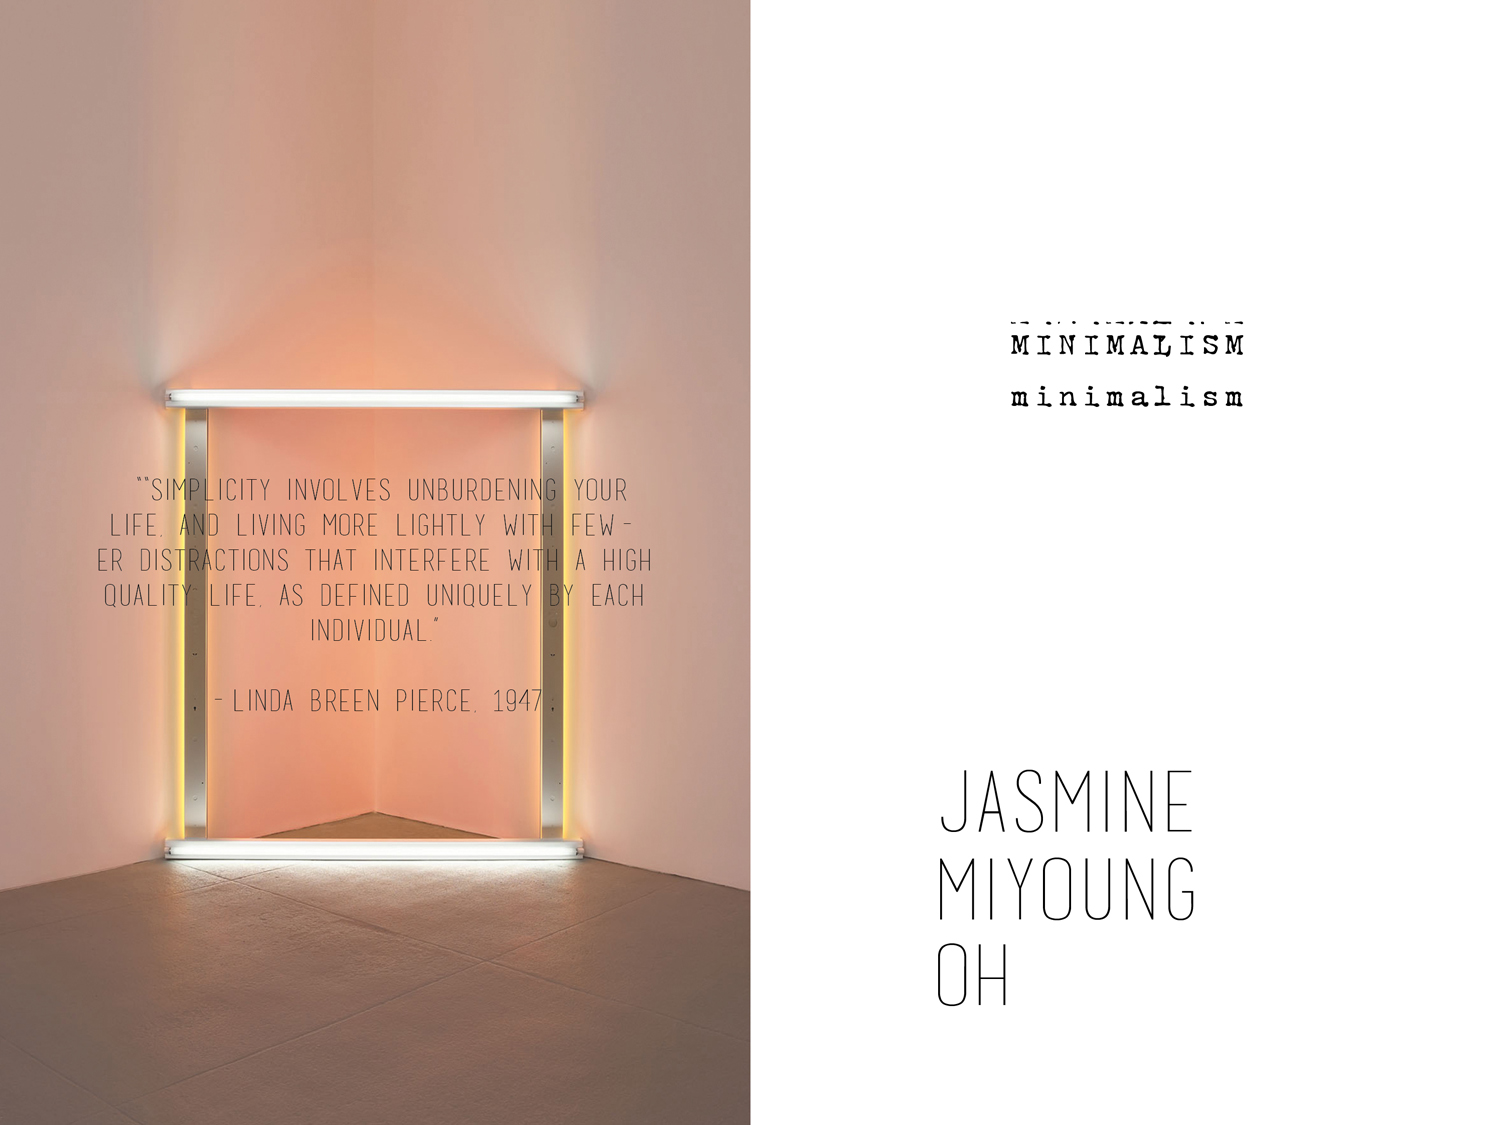 ““SIMPLICITY INVOLVES UNBURDENING YOUR
LIFE, AND LIVING MORE LIGHTLY WITH FEW-
ER DISTRACTIONS THAT INTERFERE WITH A HIGH
QUALITY LIFE, AS DEFINED UNIQUELY BY EACH
INDIVIDUAL.”
- LINDA BREEN PIERCE, 1947
MINIMALISM
minimalism
JASMINE
MIYOUNG
OH